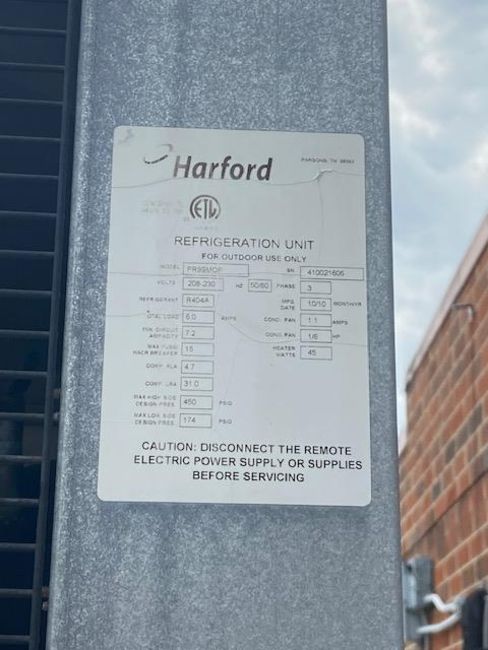 Harford
PARSONS, TN 38363
ETL
REFRIGERATION UNIT
FOR OUTDOOR USE ONLY
MODEL SN 410021606
VOLTS 208-230 HZ 50/60 PHASE 3
REFRIGERANT R404A MFG. DATE 10/10 MONTH/YR
TOTAL LOAD 6.0 AMPS COND. FAN 1.1 AMPS
MIN. CIRCUIT AMPACITY 7.2 COND. FAN 1/6 HP
MAX FUSE/ HACR BREAKER 15 HEATER WATTS 45
COMP. RLA 4.7
COMP. LRA 31.0
MAX HIGH SIDE DESIGN PRES. 450 PSIG
MAX LOW SIDE DESIGN PRES. 174 PSIG
CAUTION: DISCONNECT THE REMOTE
ELECTRIC POWER SUPPLY OR SUPPLIES
BEFORE SERVICING